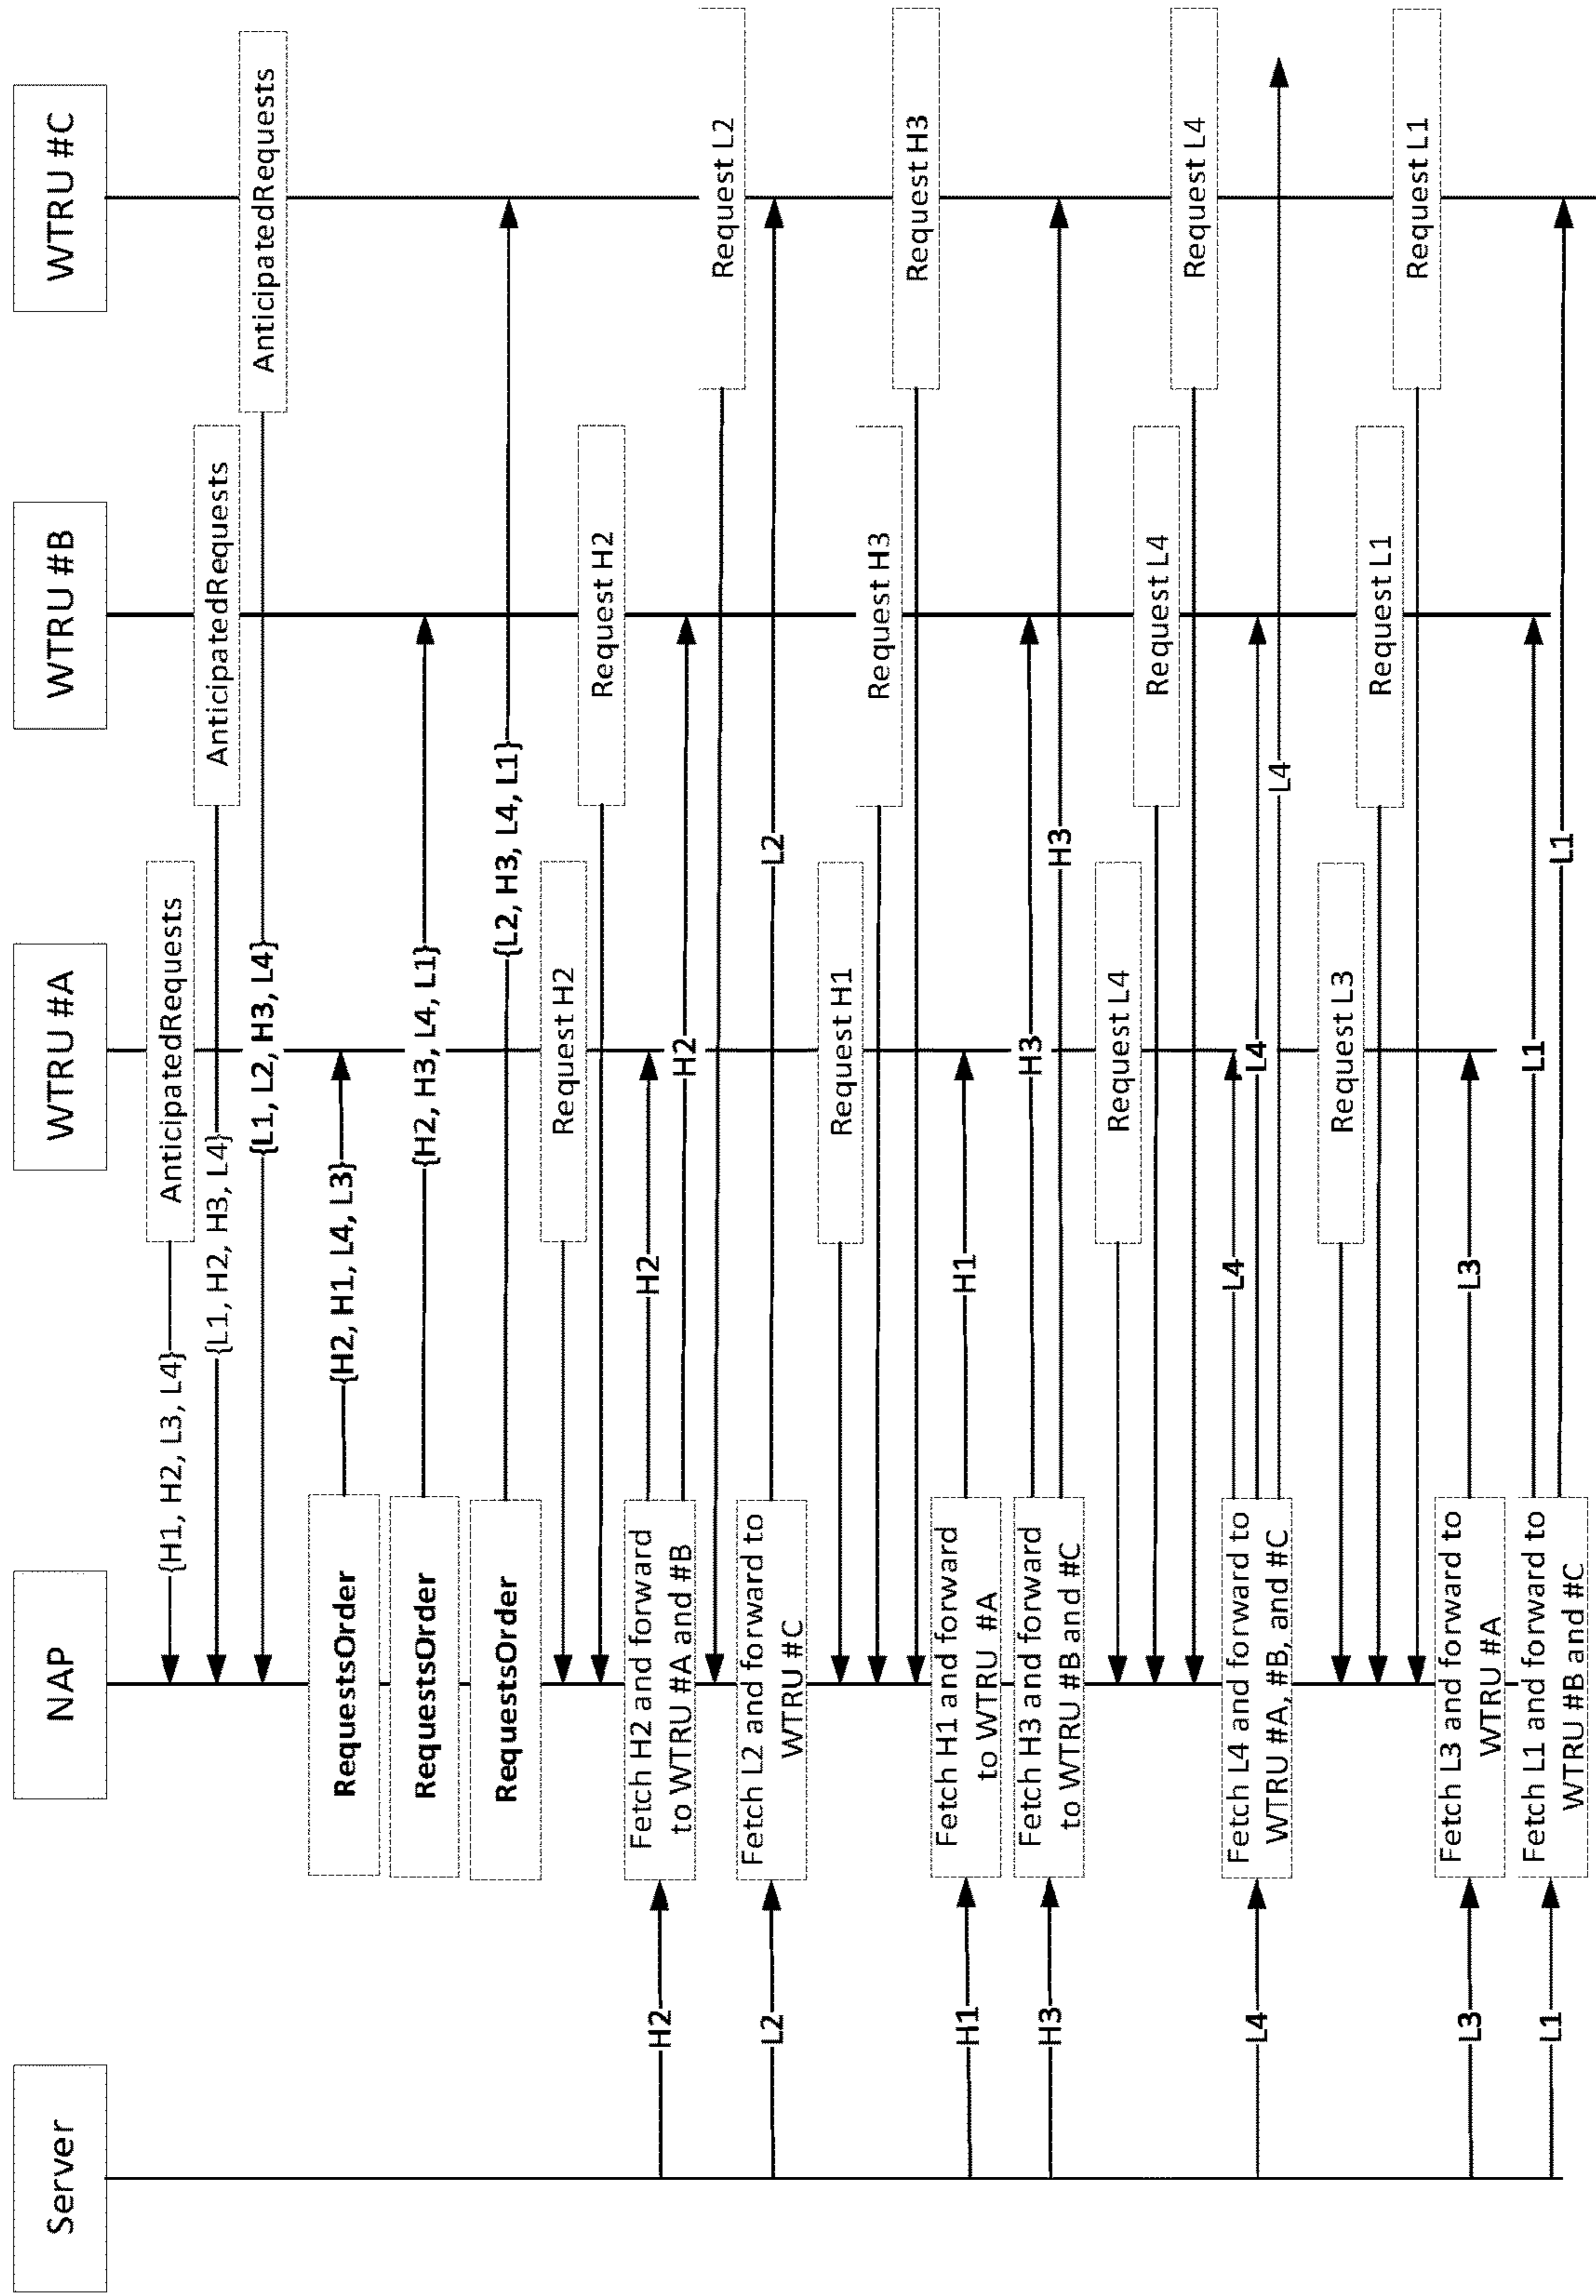 Server
NAP
WTRU #A
WTRU #B
WTRU #C
AnticipatedRequests
{H1, H2, L3, L4}
AnticipatedRequests
{L1, H2, H3, L4}
AnticipatedRequests
{L1, L2, H3, L4}
RequestsOrder
{H2, H1, L4, L3}
RequestsOrder
{H2, H3, L4, L1}
RequestsOrder
{L2, H3, L4, L1}
Request H2
Request H2
H2
Fetch H2 and forward
to WTRU #A and #B
H2
H2
Request L2
L2
Fetch L2 and forward to
WTRU #C
L2
Request H1
Request H3
Request H3
H1
Fetch H1 and forward
to WTRU #A
H1
H3
Fetch H3 and forward
to WTRU #B and #C
H3
H3
Request L4
Request L4
Request L4
L4
Fetch L4 and forward to
WTRU #A, #B, and #C
L4
L4
L4
Request L3
Request L1
Request L1
L3
Fetch L3 and forward to
WTRU #A
L3
L1
Fetch L1 and forward to
WTRU #B and #C
L1
L1